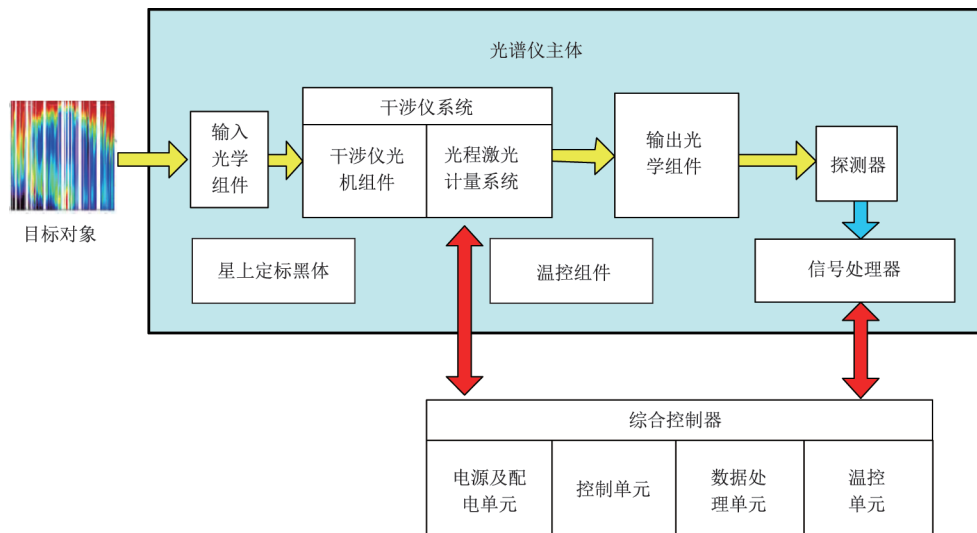 光谱仪主体
目标对象
输入
光学
组件
干涉仪系统
干涉仪光
机组件
光程激光
计量系统
输出光
学组件
探测器
星上定标黑体
温控组件
信号处理器
综合控制器
电源及配
电单元
控制单元
数据处
理单元
温控
单元